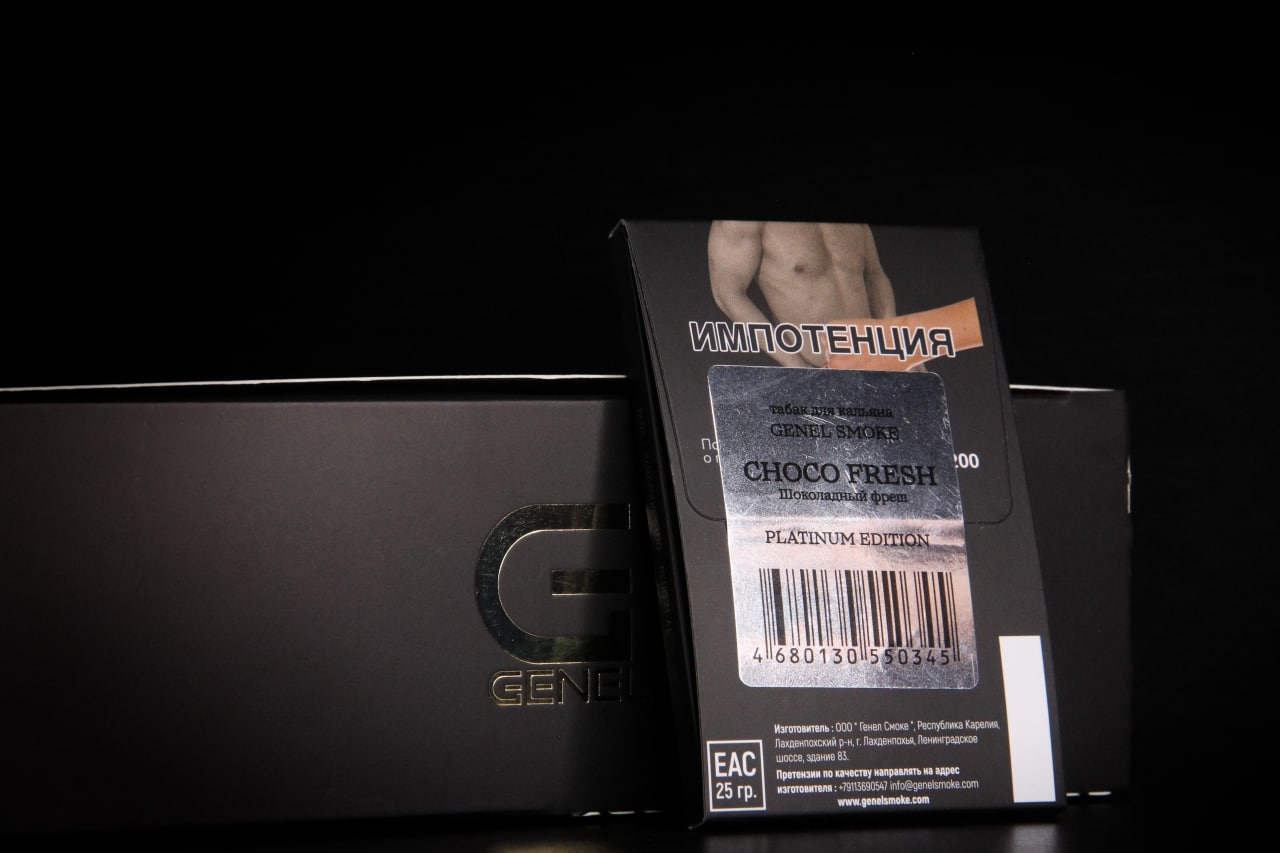 ИМПОТЕНЦИЯ
табак для кальяна
GENEL SMOKE
CHOCO FRESH
Шоколадный фреш
PLATINUM EDITION
4 680130 550345
200
GENEL
EAC
25 гр.
Изготовитель : ООО " Генел Смоке ", Республика Карелия,
Лахденпохский р-н, г. Лахденпохья, Ленинградское
шоссе, здание 83.
Претензии по качеству направлять на адрес
изготовителя : +79113690547 info@genelsmoke.com
www.genelsmoke.com